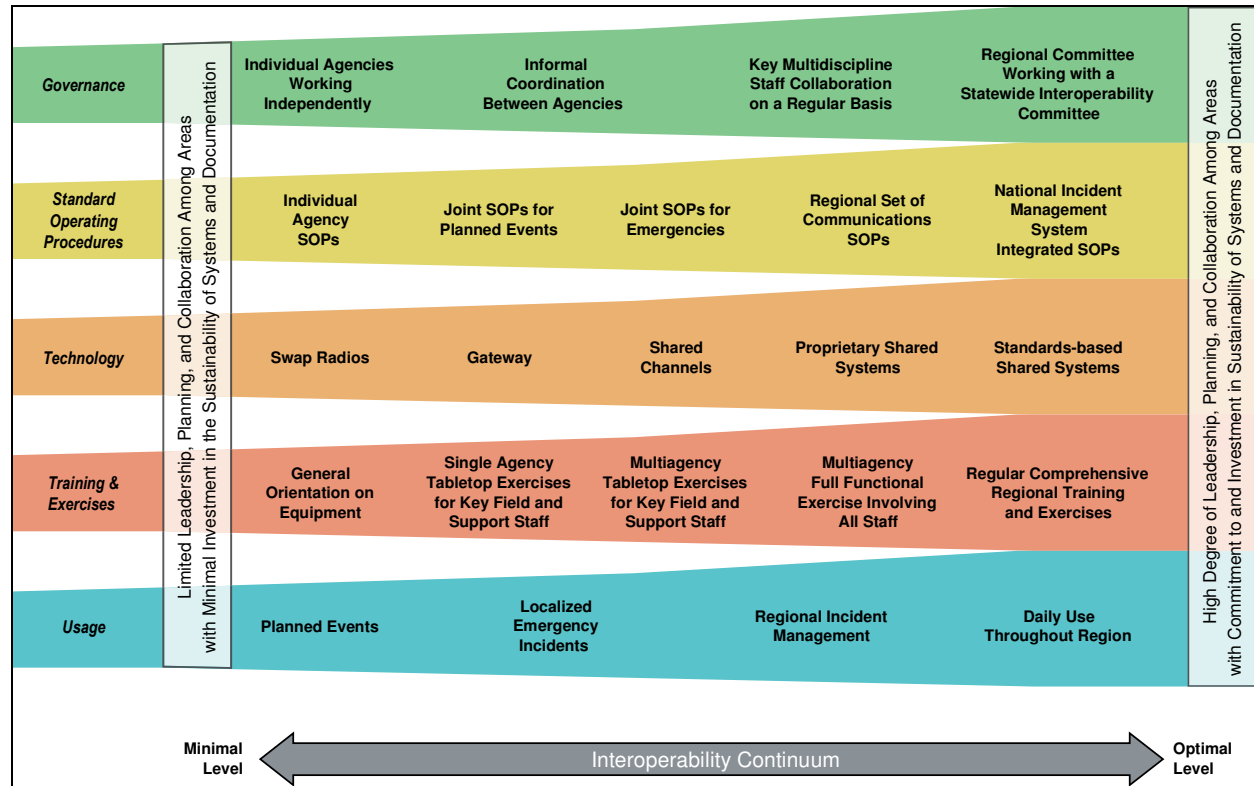 Governance
Individual Agencies
Working
Independently
Informal
Coordination
Between Agencies
Key Multidiscipline
Staff Collaboration
on a Regular Basis
Regional Committee
Working with a
Statewide Interoperability
Committee
Standard
Operating
Procedures
Individual
Agency
SOPs
Joint SOPs for
Planned Events
Joint SOPs for
Emergencies
Regional Set of
Communications
SOPs
National Incident
Management
System
Integrated SOPs
Technology
Swap Radios
Gateway
Shared
Channels
Proprietary Shared
Systems
Standards-based
Shared Systems
Training &
Exercises
General
Orientation on
Equipment
Single Agency
Tabletop Exercises
for Key Field and
Support Staff
Multiagency
Tabletop Exercises
for Key Field and
Support Staff
Multiagency
Full Functional
Exercise Involving
All Staff
Regular Comprehensive
Regional Training
and Exercises
Usage
Planned Events
Localized
Emergency
Incidents
Regional Incident
Management
Daily Use
Throughout Region
Limited Leadership, Planning, and Collaboration Among Areas
with Minimal Investment in the Sustainability of Systems and Documentation
High Degree of Leadership, Planning, and Collaboration Among Areas
with Commitment to and Investment in Sustainability of Systems and Documentation
Minimal
Level
Interoperability Continuum
Optimal
Level